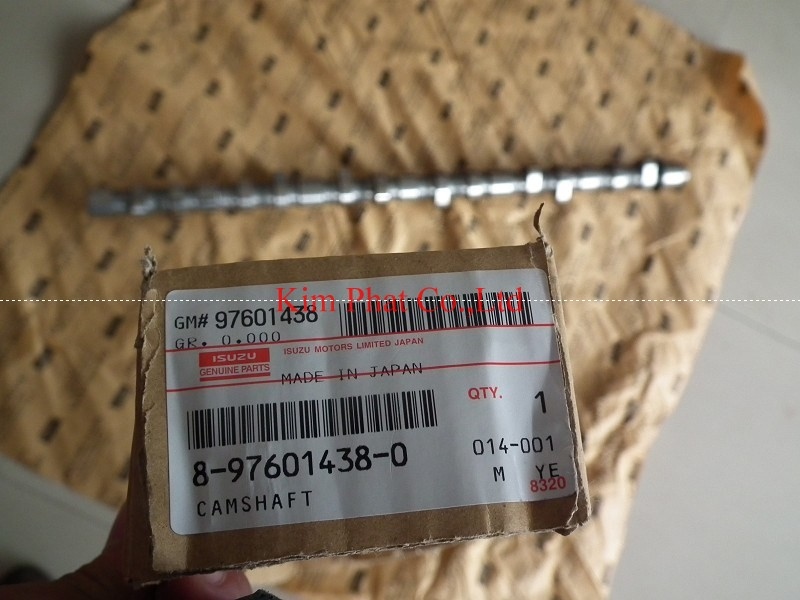 Kim Phat Co.,Ltd
GM# 97601438
GR. 0.000
ISUZU
GENUINE PARTS
ISUZU MOTORS LIMITED JAPAN
MADE IN JAPAN
QTY. 1
8-97601438-0
014-001
CAMSHAFT
M YE
8320